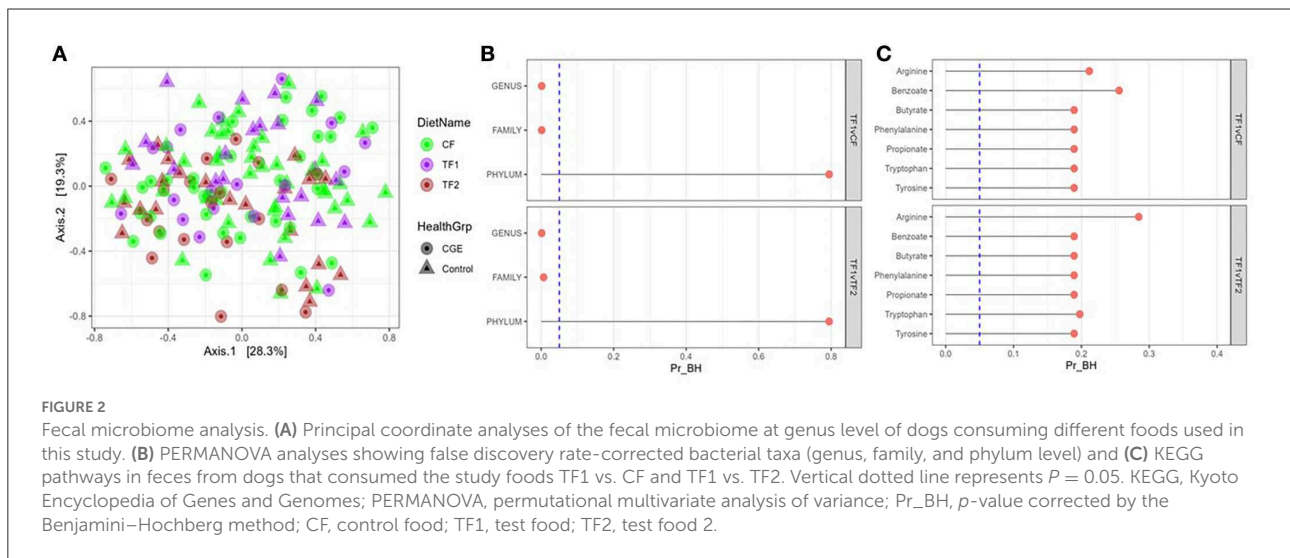 A
0.4
0.0
-0.4
-0.8
Axis.2 [19.3%]
-0.8
-0.4
0.0
0.4
0.8
Axis.1 [28.3%]
DietName
CF
TF1
TF2
HealthGrp
CGE
Control
B
GENUS
FAMILY
PHYLUM
TF1vCF
GENUS
FAMILY
PHYLUM
TF1vTF2
0.0
0.2
0.4
0.6
0.8
Pr_BH
C
Arginine
Benzoate
Butyrate
Phenylalanine
Propionate
Tryptophan
Tyrosine
TF1vCF
Arginine
Benzoate
Butyrate
Phenylalanine
Propionate
Tryptophan
Tyrosine
TF1vTF2
0.0
0.1
0.2
0.3
0.4
Pr_BH
FIGURE 2
Fecal microbiome analysis. (A) Principal coordinate analyses of the fecal microbiome at genus level of dogs consuming different foods used in
this study. (B) PERMANOVA analyses showing false discovery rate-corrected bacterial taxa (genus, family, and phylum level) and (C) KEGG
pathways in feces from dogs that consumed the study foods TF1 vs. CF and TF1 vs. TF2. Vertical dotted line represents P = 0.05. KEGG, Kyoto
Encyclopedia of Genes and Genomes; PERMANOVA, permutational multivariate analysis of variance; Pr_BH, p-value corrected by the
Benjamini–Hochberg method; CF, control food; TF1, test food; TF2, test food 2.